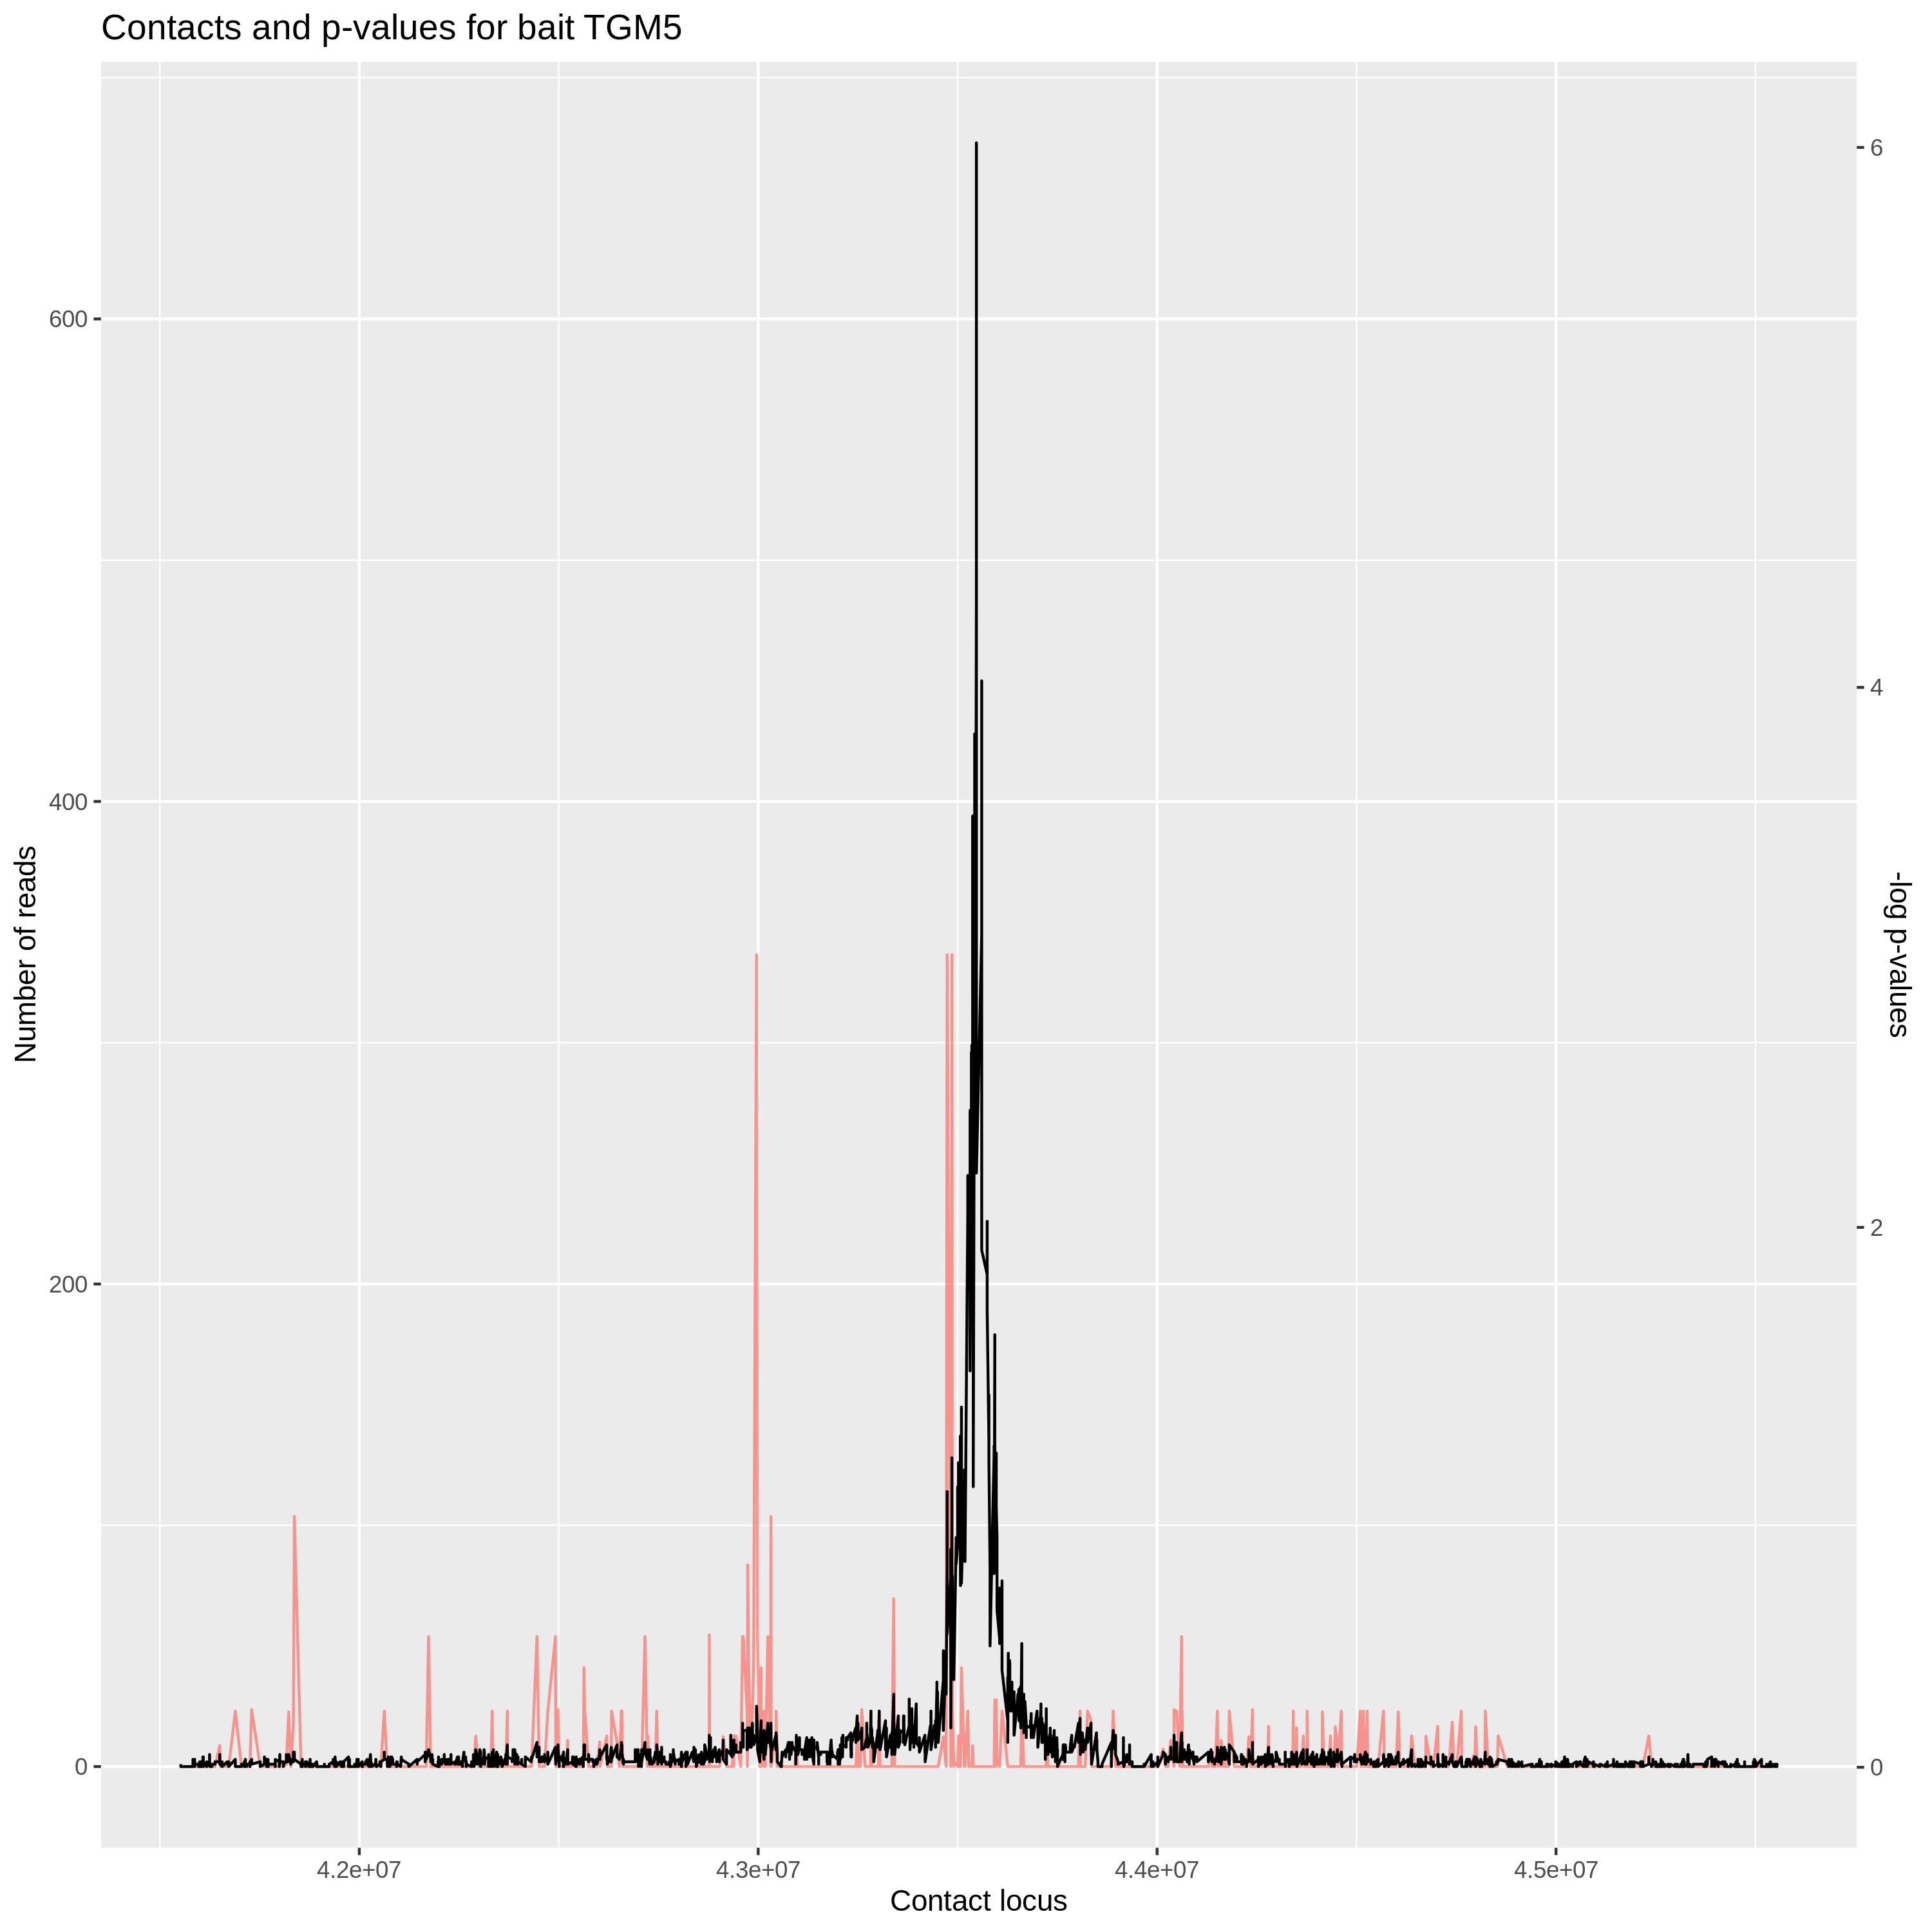 Contacts and p-values for bait TGM5
Number of reads
600
400
200
0
6
4
2
0
-log p-values
4.2e+07 4.3e+07 4.4e+07 4.5e+07
Contact locus